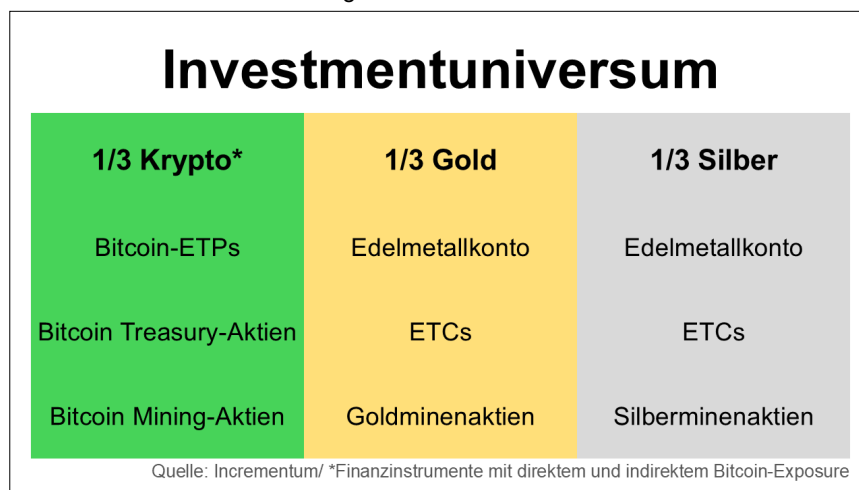 Investmentuniversum
1/3 Krypto*
1/3 Gold
1/3 Silber
Bitcoin-ETPs
Edelmetallkonto
Edelmetallkonto
Bitcoin Treasury-Aktien
ETCs
ETCs
Bitcoin Mining-Aktien
Goldminenaktien
Silberminenaktien
Quelle: Incrementum/ *Finanzinstrumente mit direktem und indirektem Bitcoin-Exposure